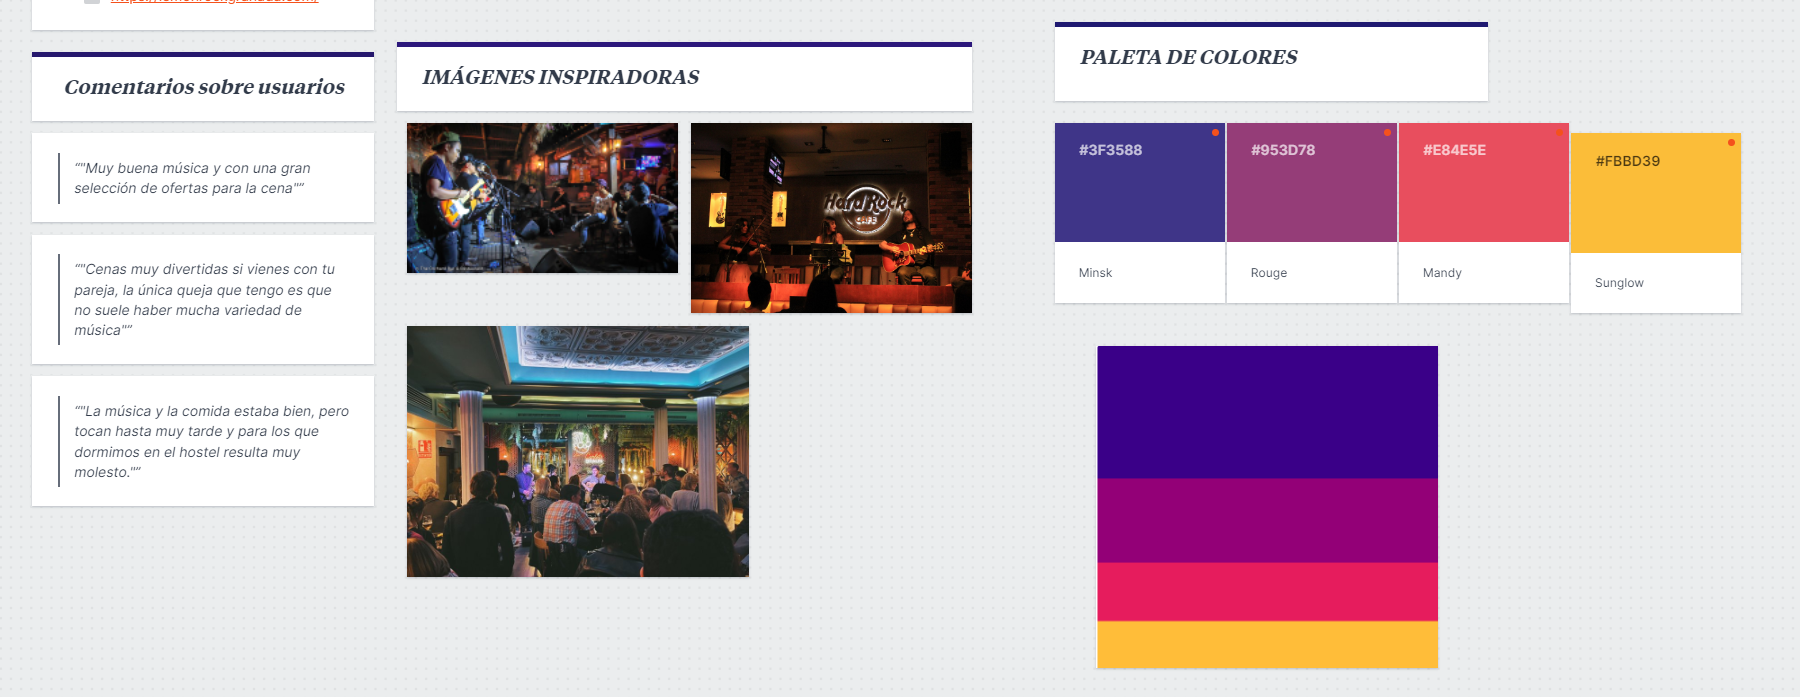 https://lemonrockgranada.com/
Comentarios sobre usuarios
“"Muy buena música y con una gran
selección de ofertas para la cena"”
“"Cenas muy divertidas si vienes con tu
pareja, la única queja que tengo es que
no suele haber mucha variedad de
música"”
“"La música y la comida estaba bien, pero
tocan hasta muy tarde y para los que
dormimos en el hostel resulta muy
molesto."”
IMÁGENES INSPIRADORAS
Hard Rock
CAFE
PALETA DE COLORES
#3F3588
Minsk
#953D78
Rouge
#E84E5E
Mandy
#FBBD39
Sunglow